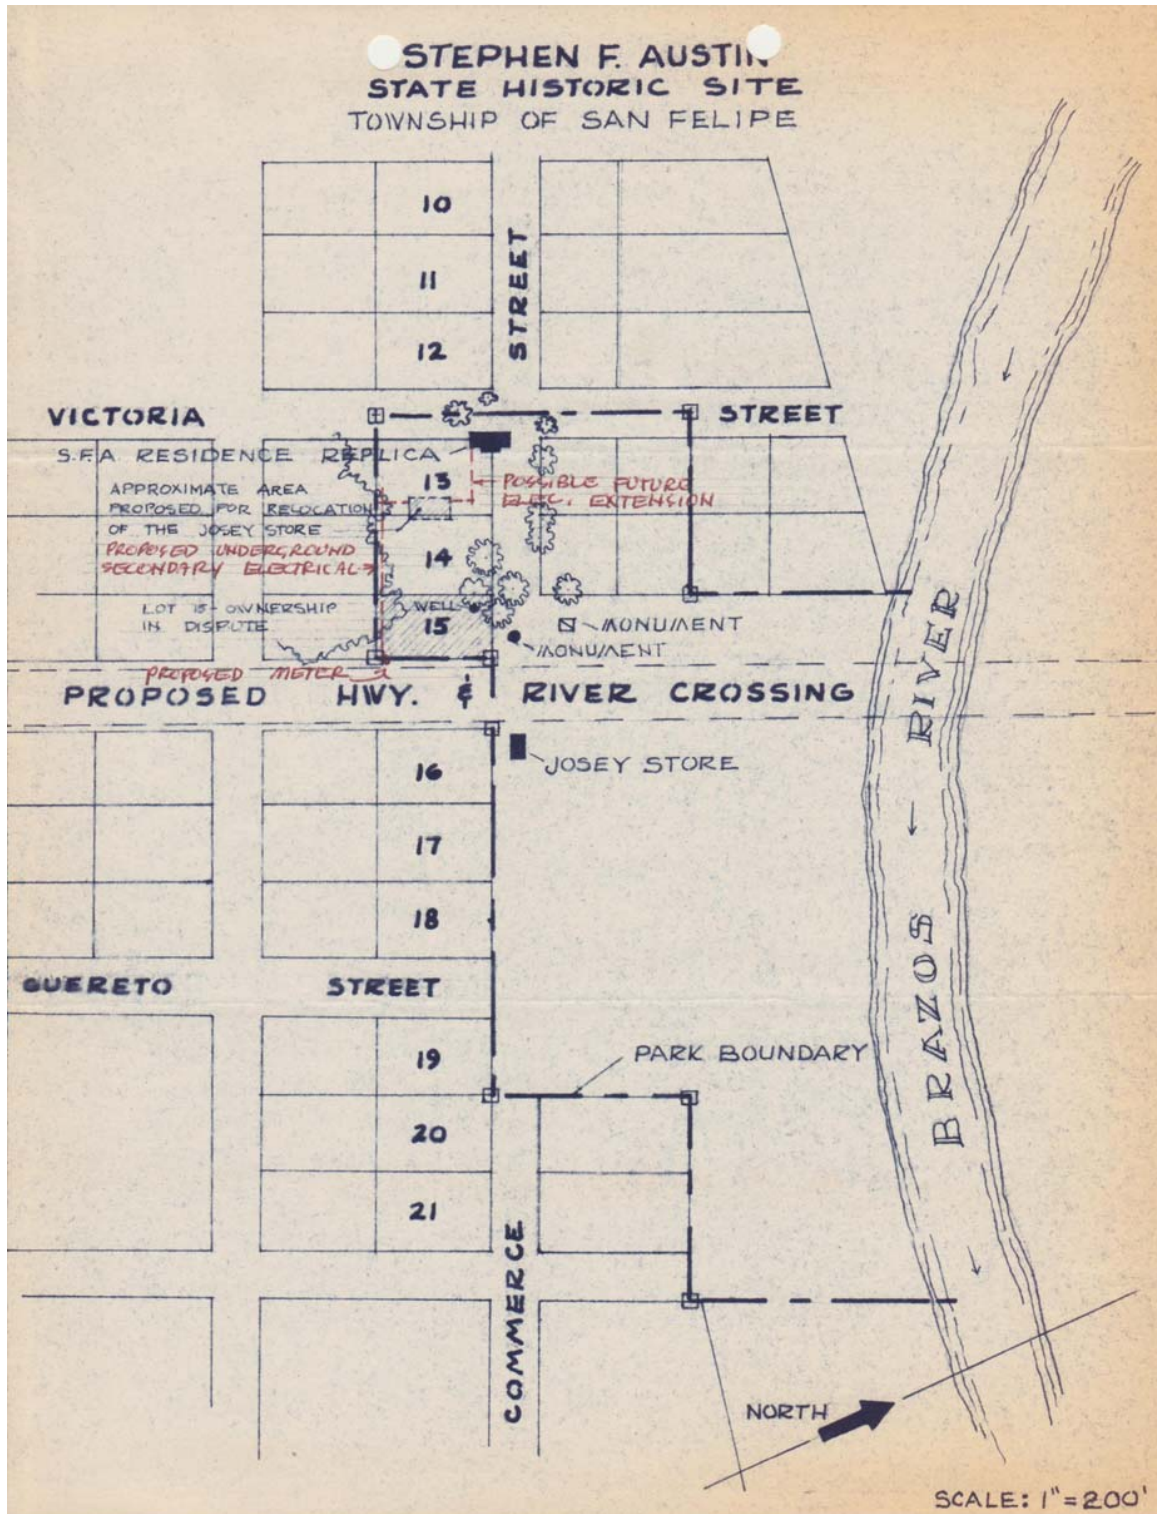 STEPHEN F. AUSTIN
STATE HISTORIC SITE
TOWNSHIP OF SAN FELIPE
10
11
12
STREET
VICTORIA
STREET
S.F.A RESIDENCE REPLICA
13
APPROXIMATE AREA
PROPOSED FOR RELOCATION
OF THE JOSEY STORE
POSSIBLE FUTURE
ELEC. EXTENSION
PROPOSED UNDERGROUND
SECONDARY ELECTRICAL
14
LOT 15 - OWNERSHIP
IN DISPUTE
WELL
15
MONUMENT
MONUMENT
PROPOSED METER
PROPOSED HWY. & RIVER CROSSING
JOSEY STORE
16
17
18
GUERETO STREET
19
PARK BOUNDARY
20
21
COMMERCE
BRAZOS RIVER
NORTH
SCALE: 1"=200'